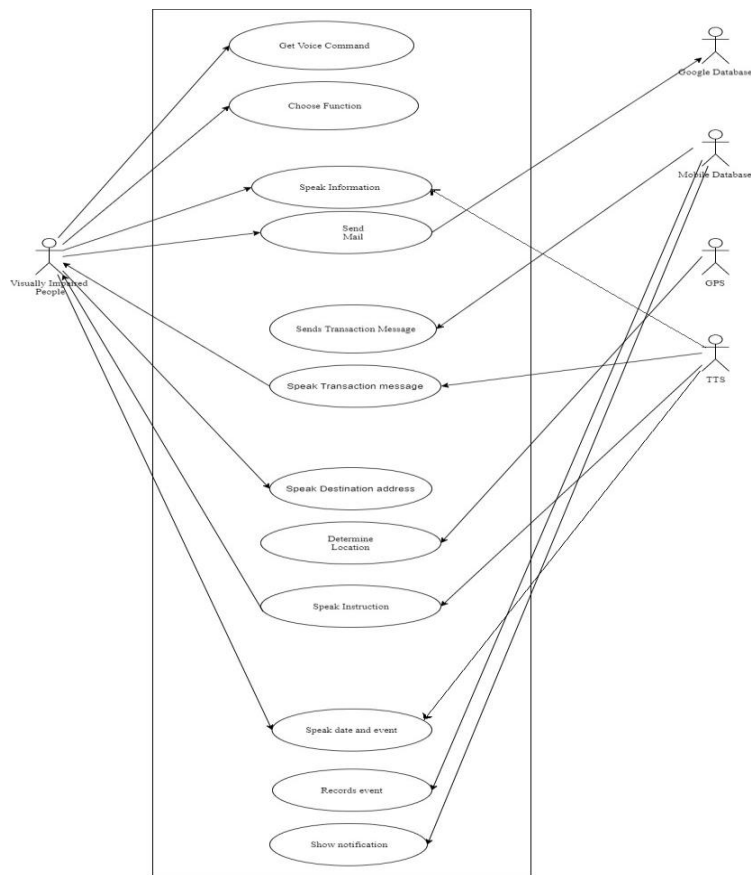 Get Voice Command
Choose Function
Speak Information
Send
Mail
Sends Transaction Message
Speak Transaction message
Speak Destination address
Determine
Location
Speak Instruction
Speak date and event
Records event
Show notification
Visually Impaired
People
Google Database
Mobile Database
GPS
TTS